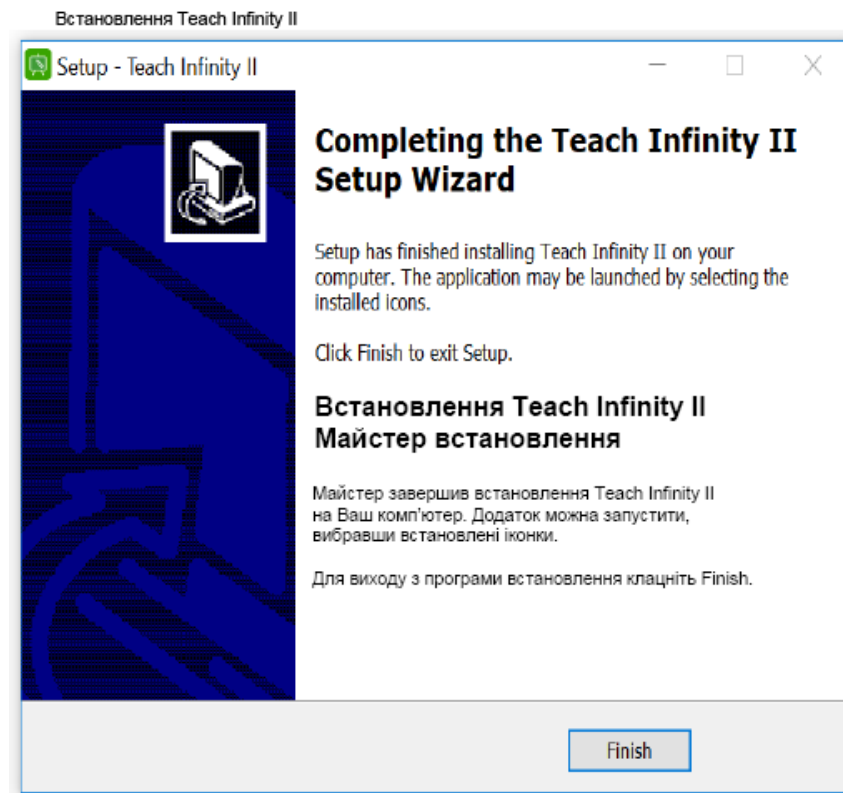 Встановлення Teach Infinity II
Setup - Teach Infinity II
Completing the Teach Infinity II
Setup Wizard
Setup has finished installing Teach Infinity II on your
computer. The application may be launched by selecting the
installed icons.
Click Finish to exit Setup.
Встановлення Teach Infinity II
Майстер встановлення
Майстер завершив встановлення Teach Infinity II
на Ваш комп'ютер. Додаток можна запустити,
вибравши встановлені іконки.
Для виходу з програми встановлення клацніть Finish.
Finish